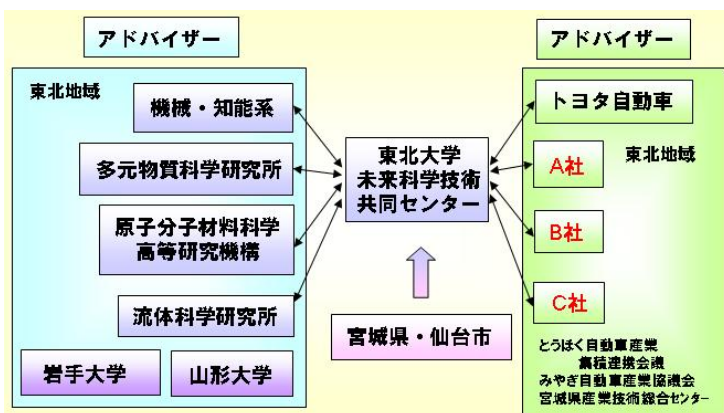 アドバイザー
東北地域
機械・知能系
多元物質科学研究所
原子分子材料科学
高等研究機構
流体科学研究所
岩手大学
山形大学
東北大学
未来科学技術
共同センター
宮城県・仙台市
アドバイザー
トヨタ自動車
東北地域
A社
B社
C社
とうほく自動車産業
集積連携会議
みやぎ自動車産業協議会
宮城県産業技術総合センター